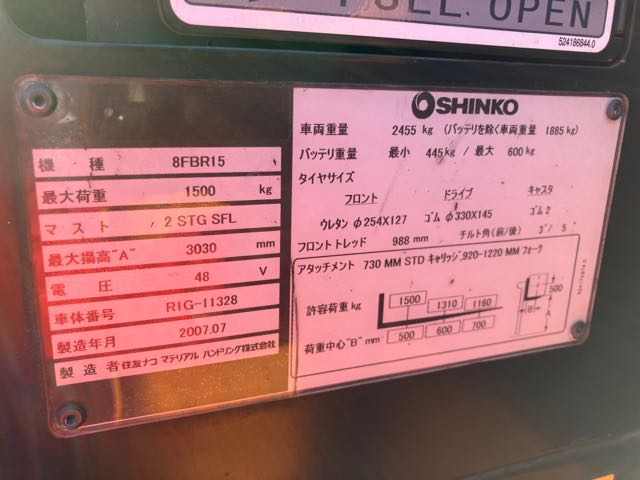 PULL OPEN
524186844.0
機種 8FBR15
最大荷重 1500 kg
マスト 2 STG SFL
最大揚高"A" 3030 mm
電圧 48 V
車体番号 RIG-11328
製造年月 2007.07
製造者 住友ナコ マテリアル ハンドリング株式会社
SHINKO
車両重量 2455 kg (バッテリを除く車両重量 1885kg)
バッテリ重量 最小 445kg / 最大 600kg
タイヤサイズ
フロント ドライブ キャスタ
ウレタン φ254X127 ゴム φ330X145 ゴム 2
フロントトレッド 988 mm チルト角(前/後) 3°/ 5
アタッチメント 730 MM STD キャリッジ,920-1220 MM フォーク
許容荷重 kg 1500 1310 1160
荷重中心"B" mm 500 600 700
500
B
A